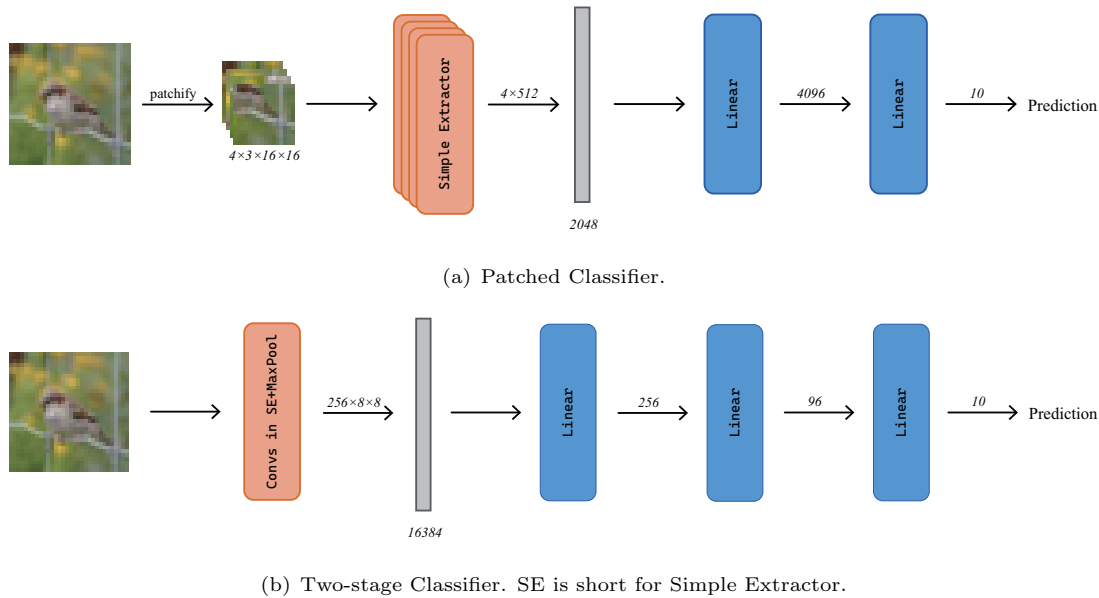 patchify
4×3×16×16
Simple Extractor
4×512
2048
Linear
4096
Linear
10
Prediction
(a) Patched Classifier.
Convs in SE+MaxPool
256×8×8
16384
Linear
256
Linear
96
Linear
10
Prediction
(b) Two-stage Classifier. SE is short for Simple Extractor.